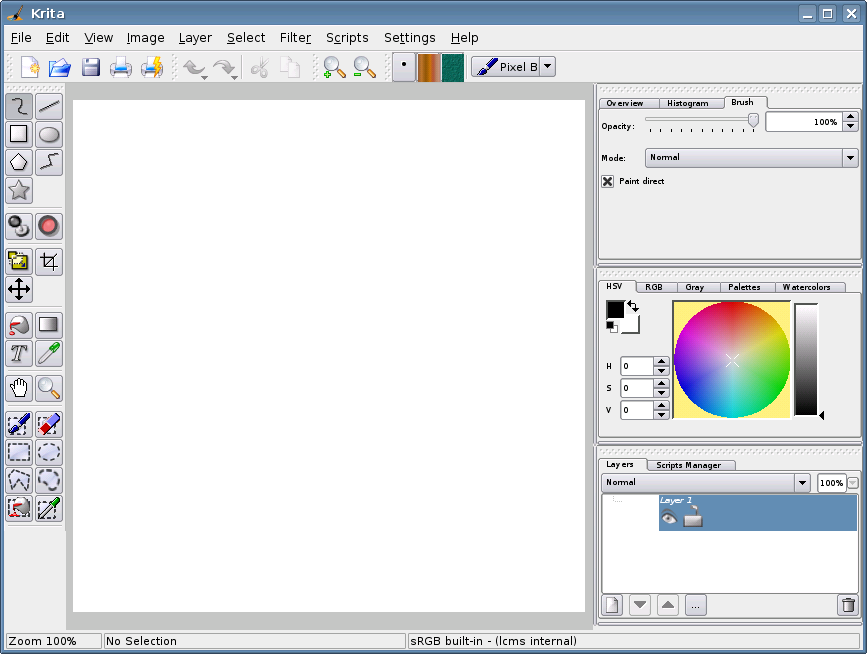 Krita
File Edit View Image Layer Select Filter Scripts Settings Help
Pixel B
Overview Histogram Brush
Opacity: 100%
Mode: Normal
Paint direct
HSV RGB Gray Palettes Watercolors
H 0
S 0
V 0
T
Layers Scripts Manager
Normal 100%
Layer 1
...
Zoom 100% No Selection sRGB built-in - (lcms internal)